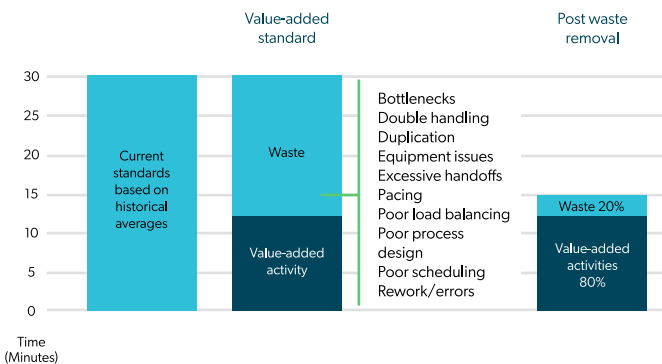 Value-added
standard
Post waste
removal
30
25
20
15
10
5
0
Time
(Minutes)
Current
standards
based on
historical
averages
Waste
Value-added
activity
Bottlenecks
Double handling
Duplication
Equipment issues
Excessive handoffs
Pacing
Poor load balancing
Poor process
design
Poor scheduling
Rework/errors
Waste 20%
Value-added
activities
80%